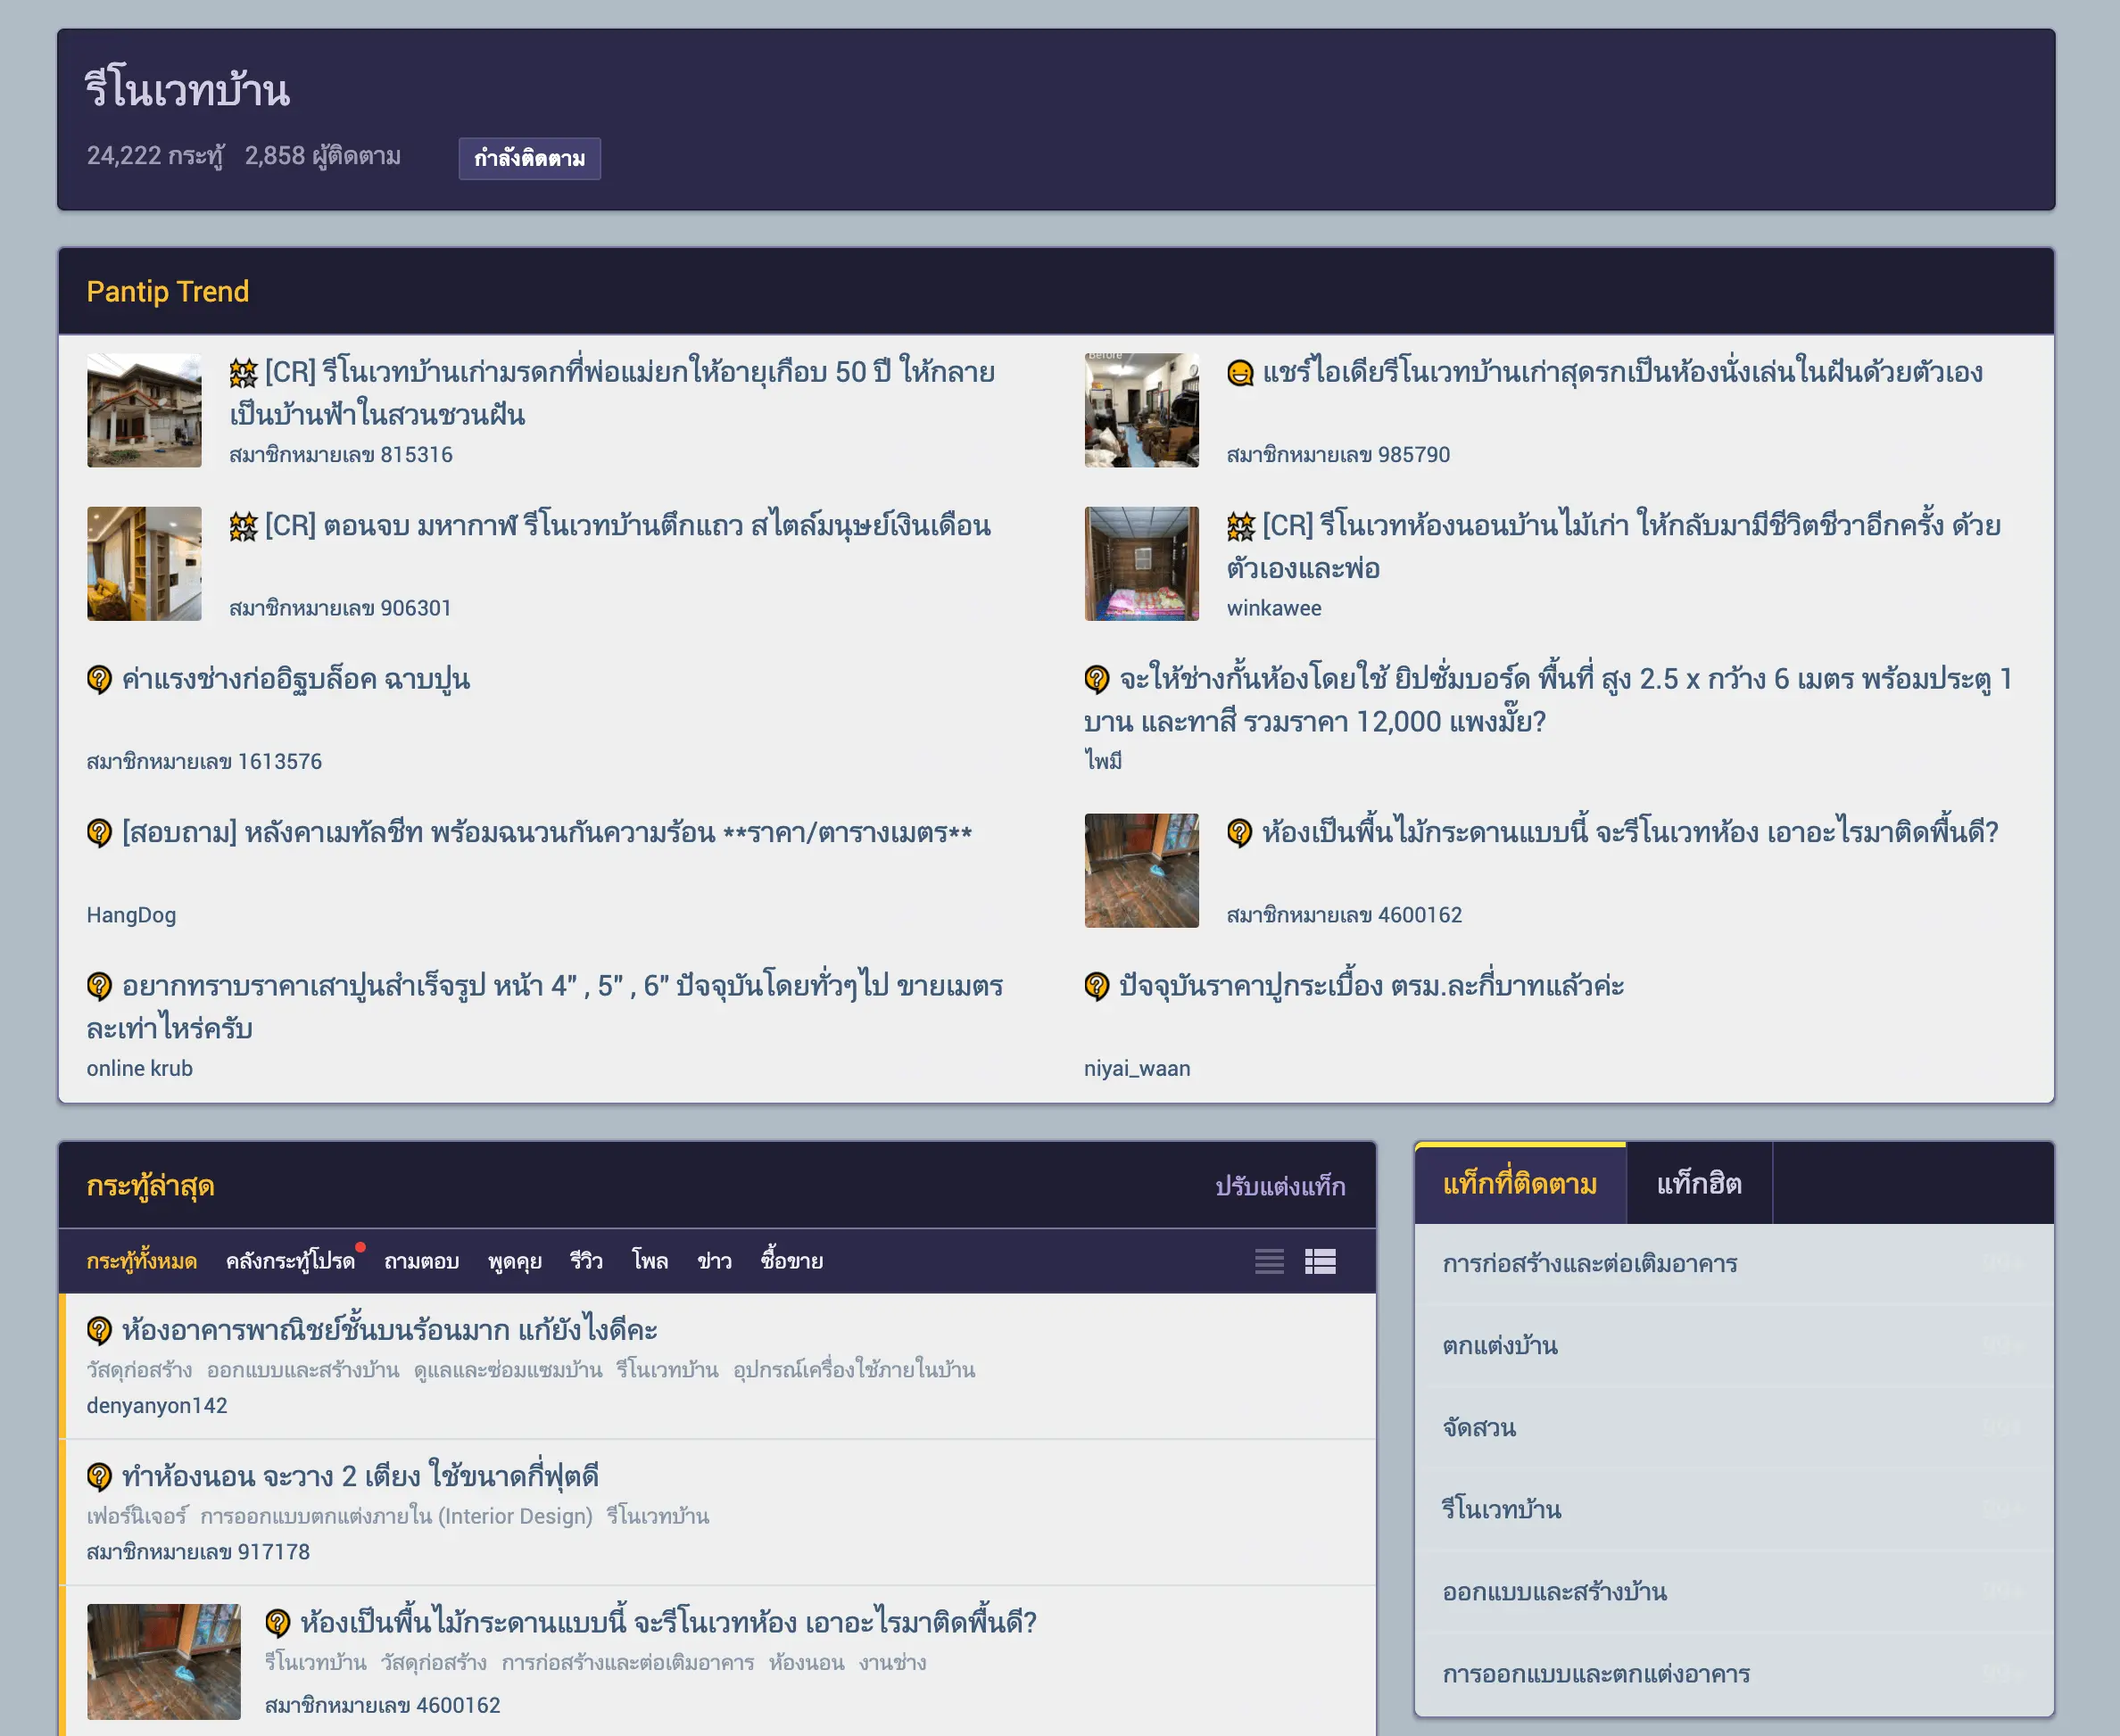 รีโนเวทบ้าน
24,222 กระทู้ 2,858 ผู้ติดตาม กำลังติดตาม
Pantip Trend
[CR] รีโนเวทบ้านเก่ามรดกที่พ่อแม่ยกให้อายุเกือบ 50 ปี ให้กลาย
เป็นบ้านฟ้าในสวนชวนฝัน
สมาชิกหมายเลข 815316
Before
แชร์ไอเดียรีโนเวทบ้านเก่าสุดรกเป็นห้องนั่งเล่นในฝันด้วยตัวเอง
สมาชิกหมายเลข 985790
[CR] ตอนจบ มหากาฬ รีโนเวทบ้านตึกแถว สไตล์มนุษย์เงินเดือน
สมาชิกหมายเลข 906301
[CR] รีโนเวทห้องนอนบ้านไม้เก่า ให้กลับมามีชีวิตชีวาอีกครั้ง ด้วย
ตัวเองและพ่อ
winkawee
ค่าแรงช่างก่ออิฐบล็อค ฉาบปูน
สมาชิกหมายเลข 1613576
จะให้ช่างกั้นห้องโดยใช้ ยิปซั่มบอร์ด พื้นที่ สูง 2.5 x กว้าง 6 เมตร พร้อมประตู 1
บาน และทาสี รวมราคา 12,000 แพงมั๊ย?
ไพมี
[สอบถาม] หลังคาเมทัลชีท พร้อมฉนวนกันความร้อน **ราคา/ตารางเมตร**
HangDog
ห้องเป็นพื้นไม้กระดานแบบนี้ จะรีโนเวทห้อง เอาอะไรมาติดพื้นดี?
สมาชิกหมายเลข 4600162
อยากทราบราคาเสาปูนสำเร็จรูป หน้า 4" , 5" , 6" ปัจจุบันโดยทั่วๆไป ขายเมตร
ละเท่าไหร่ครับ
online krub
ปัจจุบันราคาปูกระเบื้อง ตรม.ละกี่บาทแล้วค่ะ
niyai_waan
กระทู้ล่าสุด ปรับแต่งแท็ก
กระทู้ทั้งหมด คลังกระทู้โปรด ถามตอบ พูดคุย รีวิว โพล ข่าว ซื้อขาย
ห้องอาคารพาณิชย์ชั้นบนร้อนมาก แก้ยังไงดีคะ
วัสดุก่อสร้าง ออกแบบและสร้างบ้าน ดูแลและซ่อมแซมบ้าน รีโนเวทบ้าน อุปกรณ์เครื่องใช้ภายในบ้าน
denyanyon142
ทำห้องนอน จะวาง 2 เตียง ใช้ขนาดกี่ฟุตดี
เฟอร์นิเจอร์ การออกแบบตกแต่งภายใน (Interior Design) รีโนเวทบ้าน
สมาชิกหมายเลข 917178
ห้องเป็นพื้นไม้กระดานแบบนี้ จะรีโนเวทห้อง เอาอะไรมาติดพื้นดี?
รีโนเวทบ้าน วัสดุก่อสร้าง การก่อสร้างและต่อเติมอาคาร ห้องนอน งานช่าง
สมาชิกหมายเลข 4600162
แท็กที่ติดตาม แท็กฮิต
การก่อสร้างและต่อเติมอาคาร
ตกแต่งบ้าน
จัดสวน
รีโนเวทบ้าน
ออกแบบและสร้างบ้าน
การออกแบบและตกแต่งอาคาร